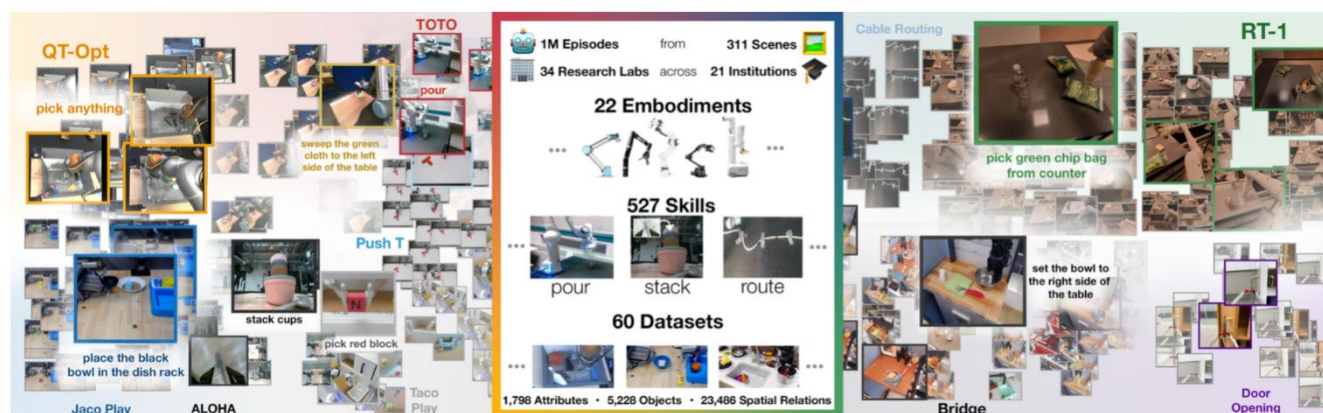 QT-Opt
pick anything
TOTO
pour
sweep the green
cloth to the left
side of the table
Push T
stack cups
place the black
bowl in the dish rack
pick red block
N
Jaco Play
ALOHA
Taco
Play
1M Episodes from 311 Scenes
34 Research Labs across 21 Institutions
22 Embodiments
527 Skills
pour stack route
60 Datasets
1,798 Attributes • 5,228 Objects • 23,486 Spatial Relations
Cable Routing
RT-1
pick green chip bag
from counter
set the bowl to
the right side of
the table
Bridge
Door
Opening